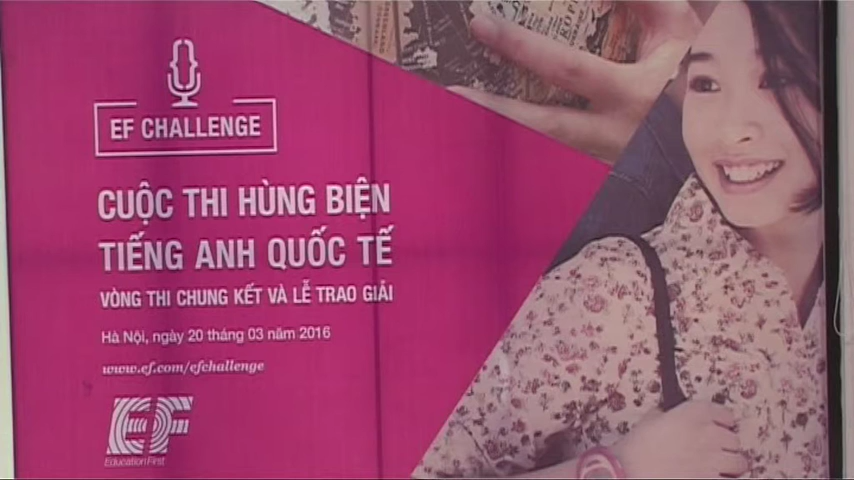 EF CHALLENGE
CUỘC THI HÙNG BIỆN
TIẾNG ANH QUỐC TẾ
VÒNG THI CHUNG KẾT VÀ LỄ TRAO GIẢI
Hà Nội, ngày 20 tháng 03 năm 2016
www.ef.com/efchallenge
EF
Education First